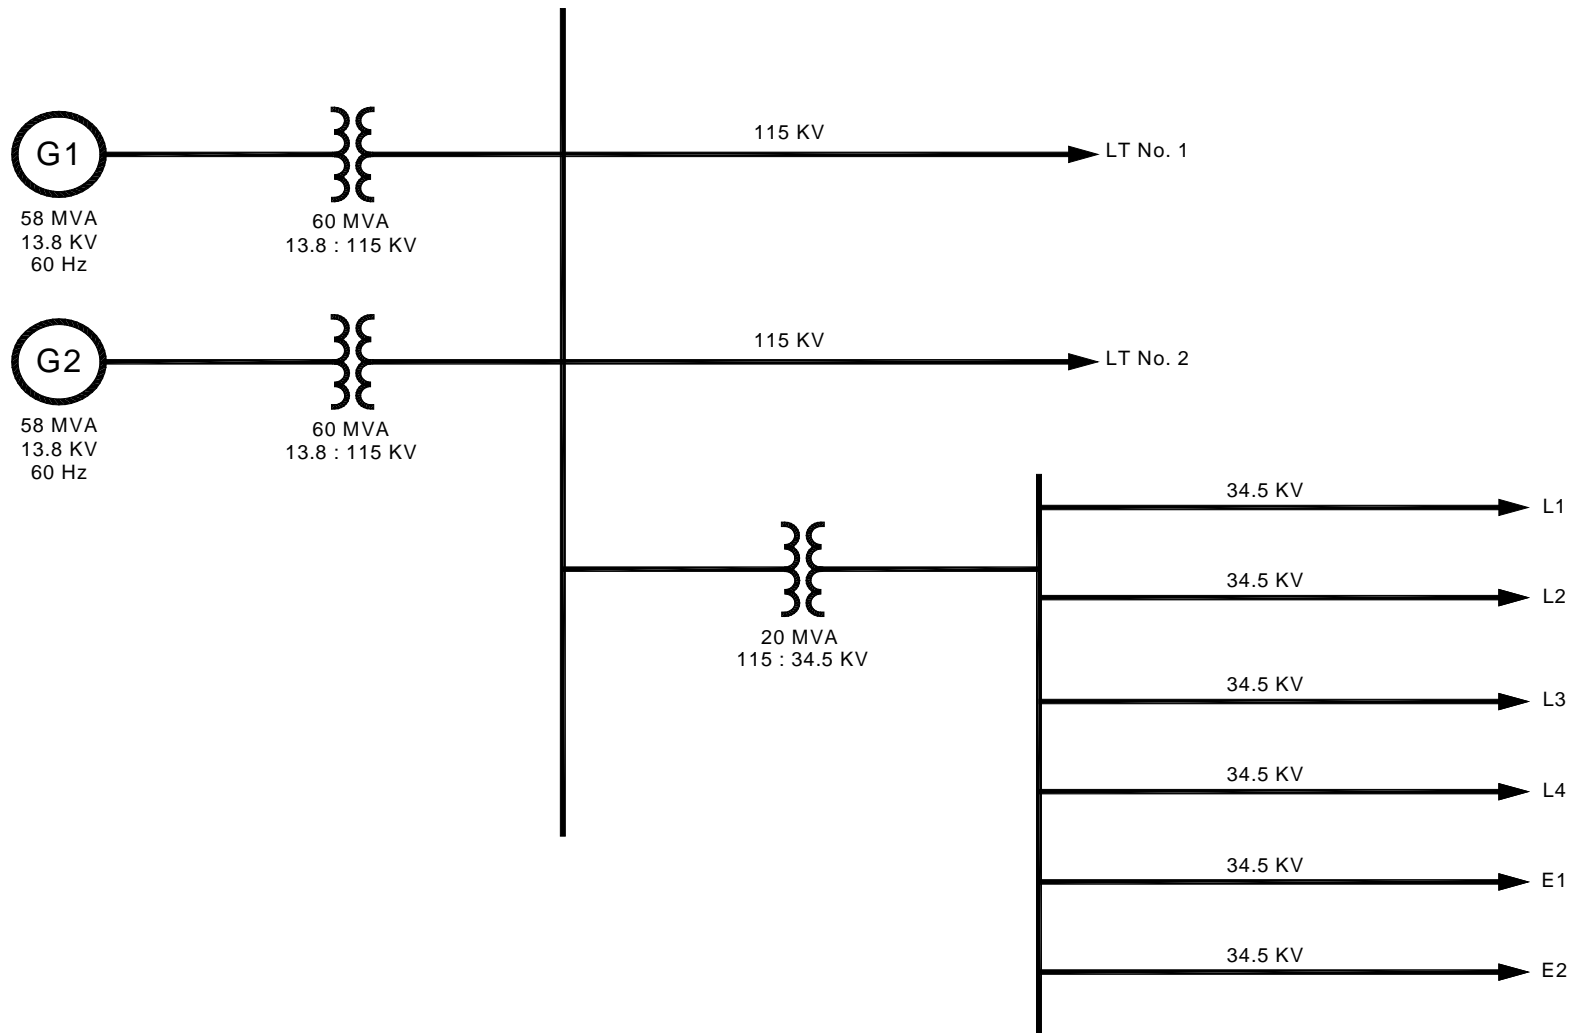 115 KV
LT No. 1
G1
58 MVA
13.8 KV
60 Hz
60 MVA
13.8 : 115 KV
115 KV
LT No. 2
G2
58 MVA
13.8 KV
60 Hz
60 MVA
13.8 : 115 KV
34.5 KV
L1
34.5 KV
L2
20 MVA
115 : 34.5 KV
34.5 KV
L3
34.5 KV
L4
34.5 KV
E1
34.5 KV
E2